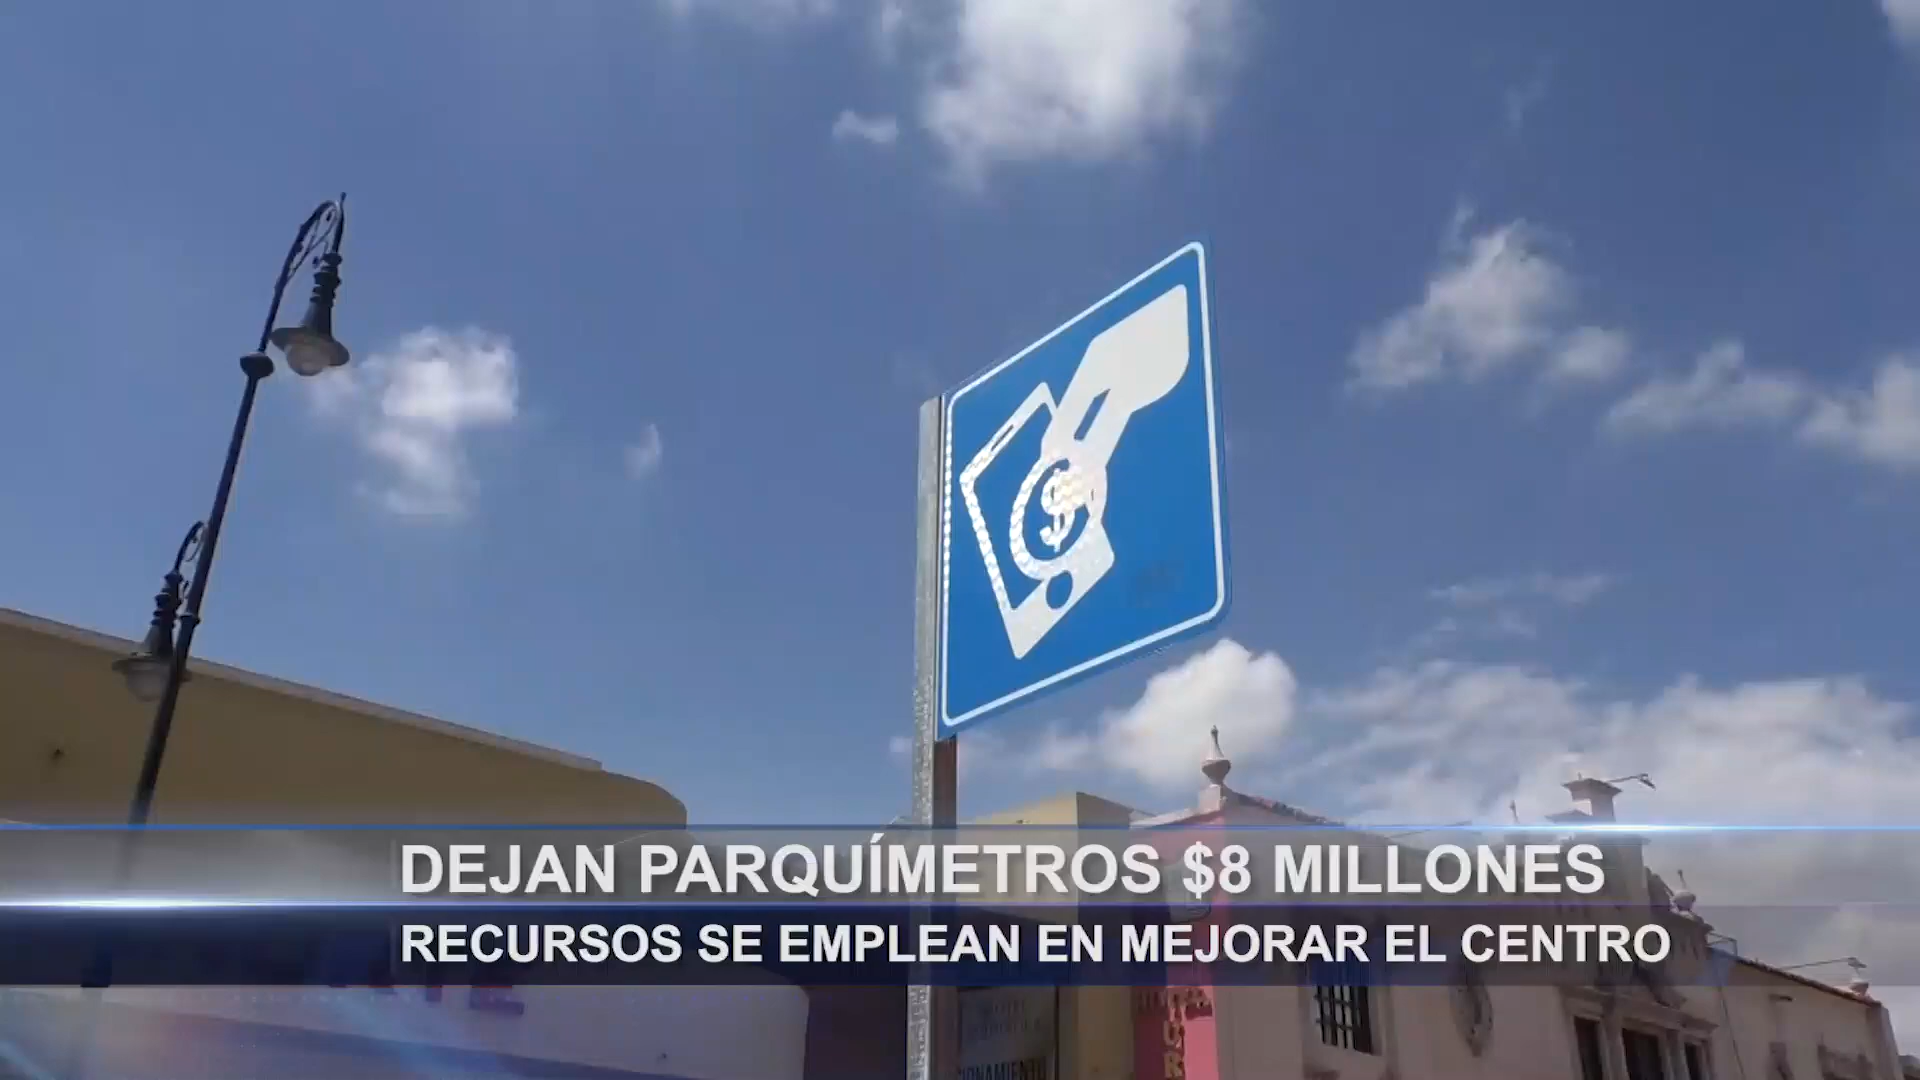 $
DEJAN PARQUÍMETROS $8 MILLONES
RECURSOS SE EMPLEAN EN MEJORAR EL CENTRO